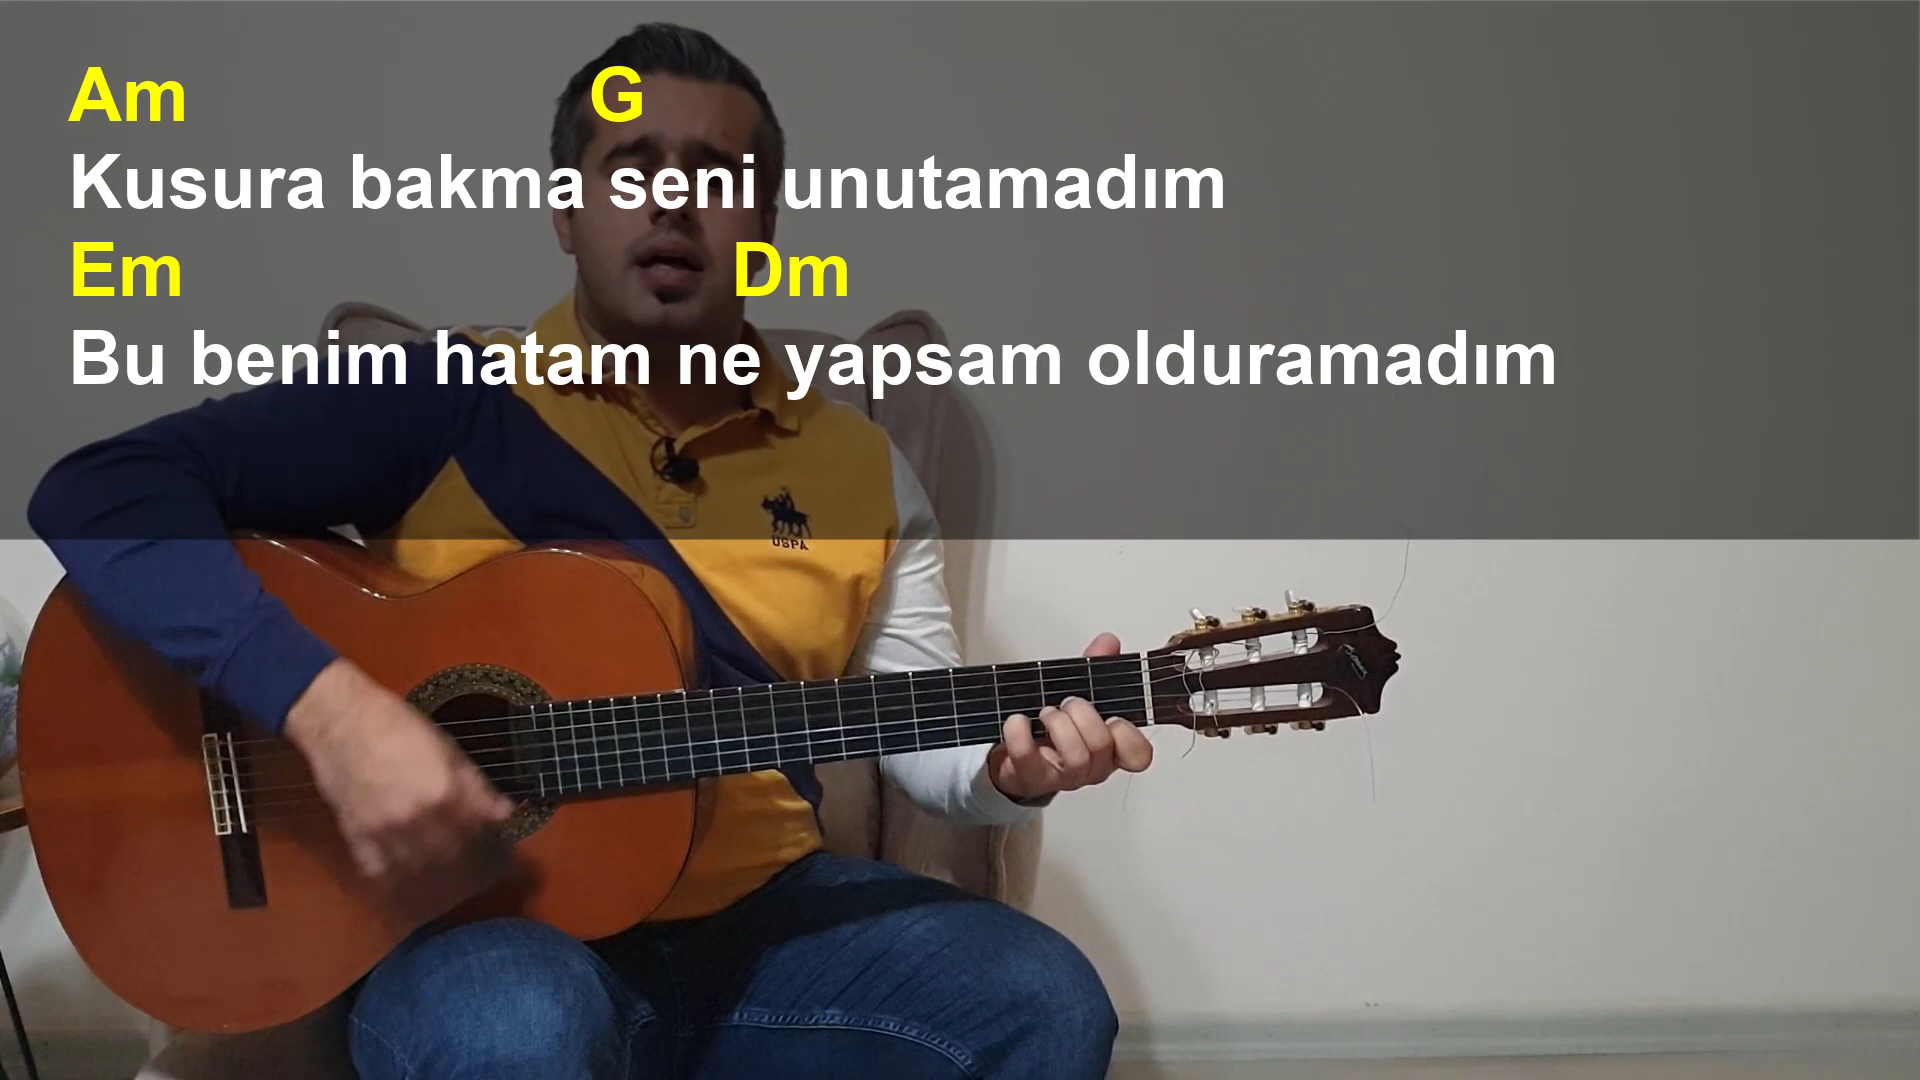 Am G
Kusura bakma seni unutamadım
Em Dm
Bu benim hatam ne yapsam olduramadım
USPA